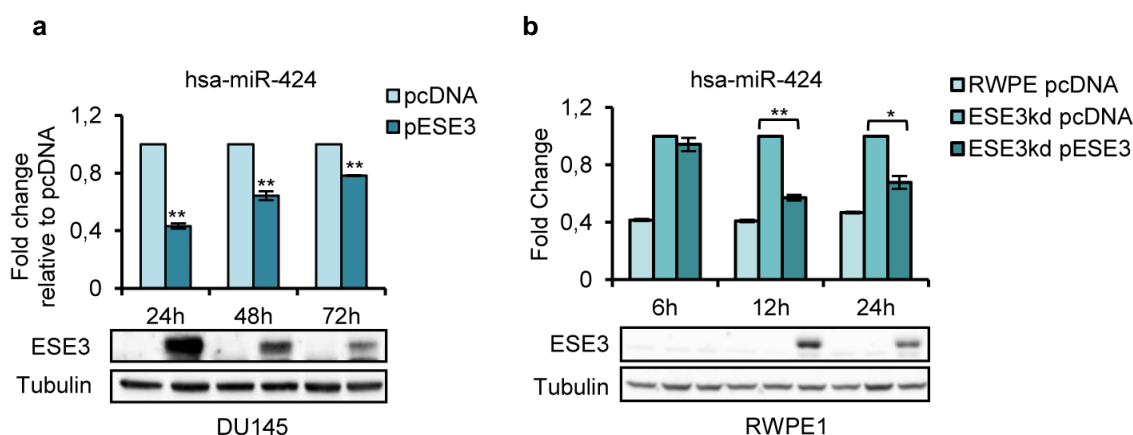 a
hsa-miR-424
pcDNA
pESE3
Fold change
relative to pcDNA
1,2
0,8
0,4
0
**
**
**
24h 48h 72h
ESE3
Tubulin
DU145
b
hsa-miR-424
RWPE pcDNA
ESE3kd pcDNA
ESE3kd pESE3
Fold Change
1,2
0,8
0,4
0
**
*
6h 12h 24h
ESE3
Tubulin
RWPE1